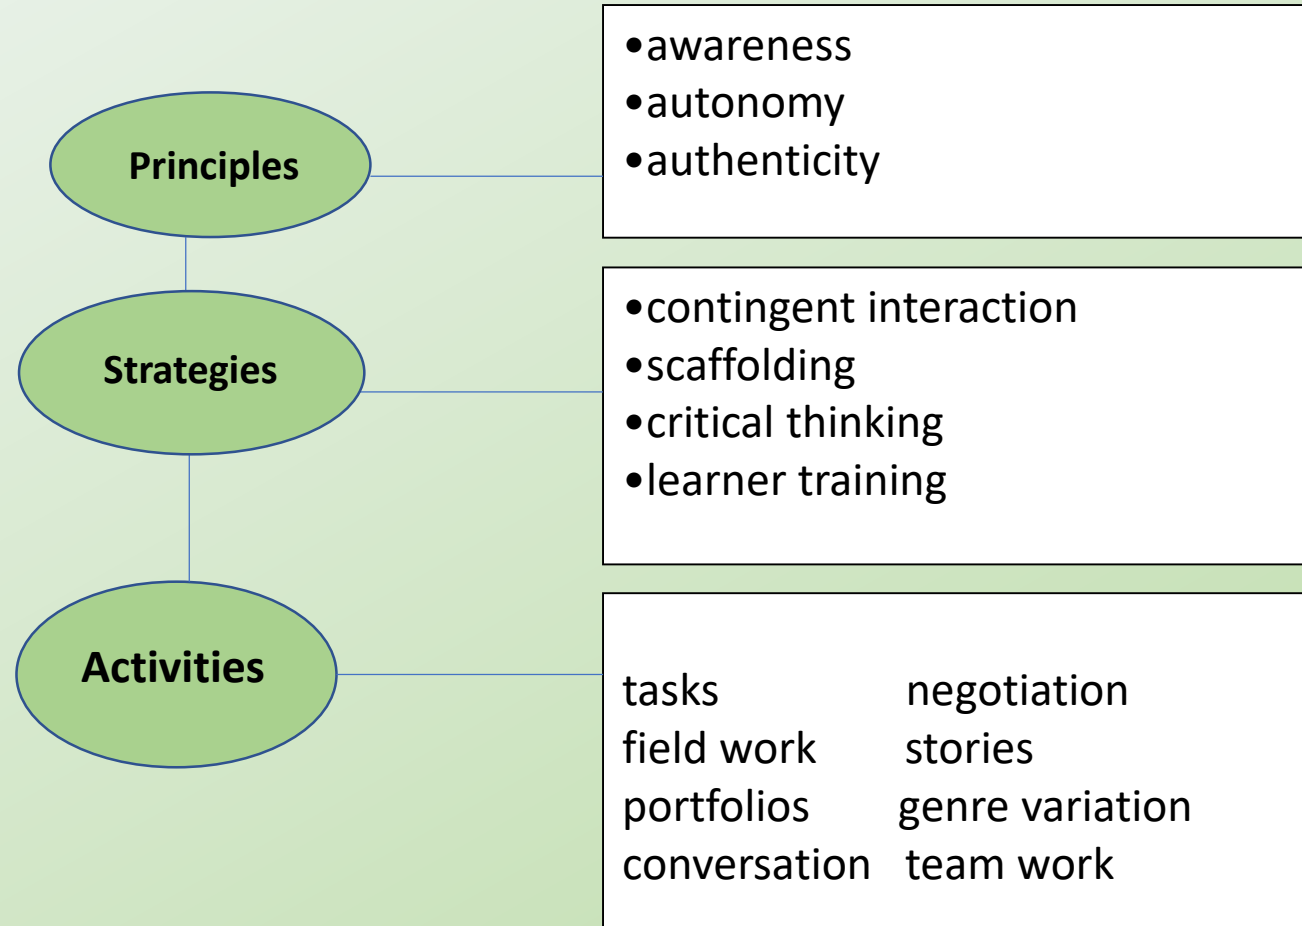 Principles
•awareness
•autonomy
•authenticity
Strategies
•contingent interaction
•scaffolding
•critical thinking
•learner training
Activities
tasks negotiation
field work stories
portfolios genre variation
conversation team work